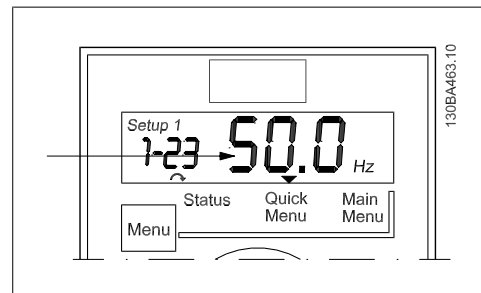 130BA463.10
Setup 1
1-23 50.0 Hz
Status Quick Menu Main Menu
Menu